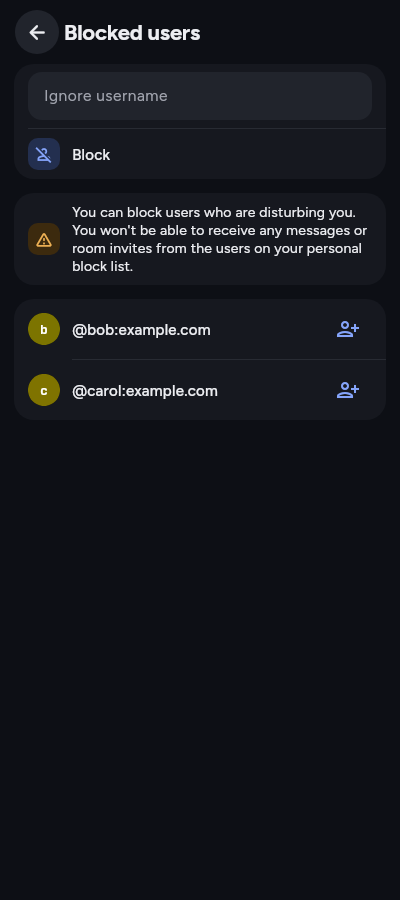 Blocked users
Ignore username
Block
You can block users who are disturbing you.
You won't be able to receive any messages or
room invites from the users on your personal
block list.
b
@bob:example.com
c
@carol:example.com